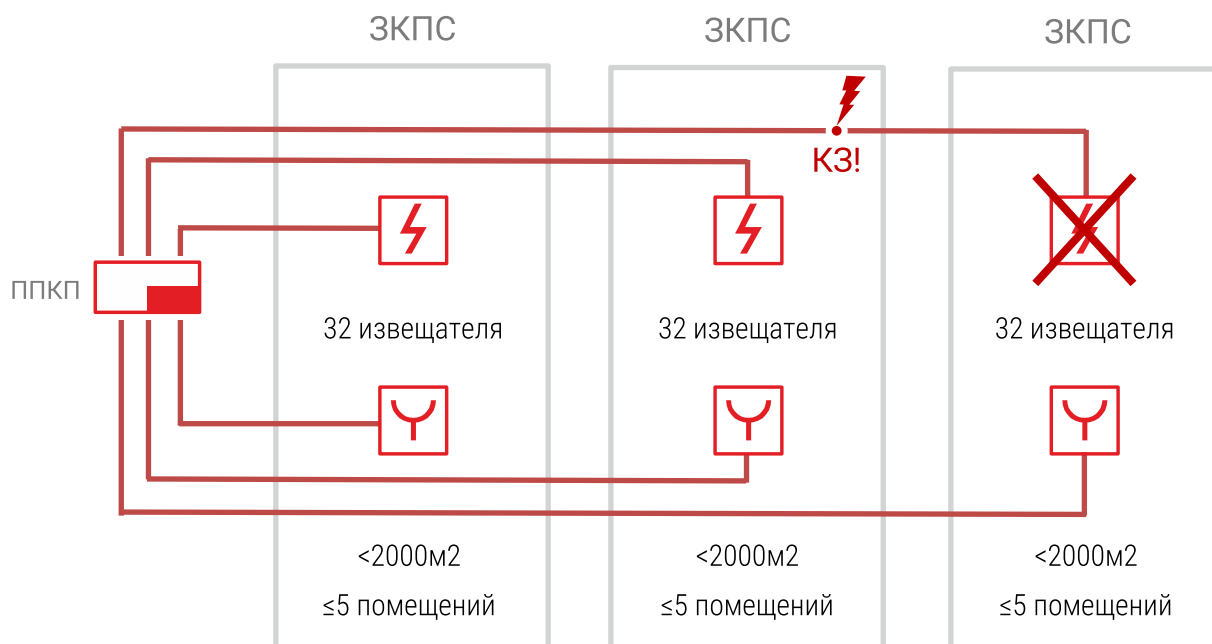 ЗКПС
ЗКПС
ЗКПС
КЗ!
ППКП
32 извещателя
32 извещателя
32 извещателя
<2000м2
<2000м2
<2000м2
≤5 помещений
≤5 помещений
≤5 помещений